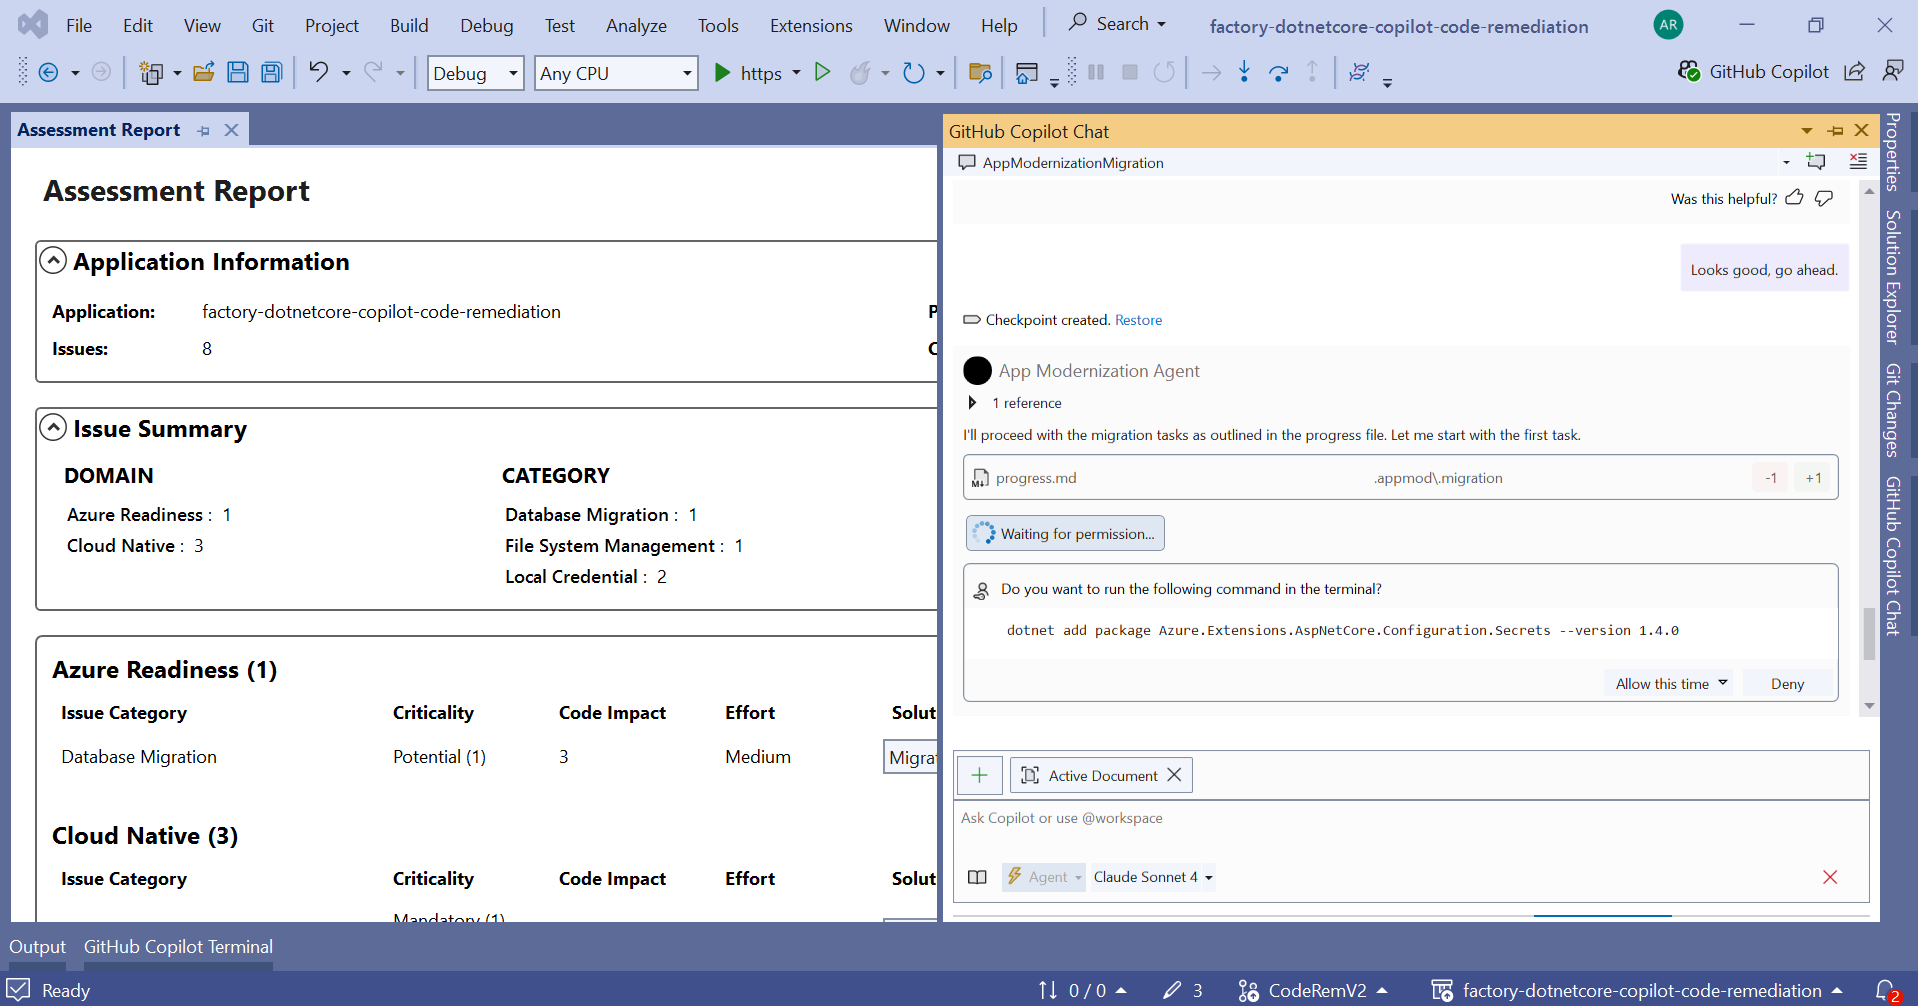 File Edit View Git Project Build Debug Test Analyze Tools Extensions Window Help Search factory-dotnetcore-copilot-code-remediation AR
Debug Any CPU https GitHub Copilot
Assessment Report
Assessment Report
Application Information
Application: factory-dotnetcore-copilot-code-remediation P
Issues: 8 C
Issue Summary
DOMAIN CATEGORY
Azure Readiness : 1 Database Migration : 1
Cloud Native : 3 File System Management : 1
Local Credential : 2
Azure Readiness (1)
Issue Category Criticality Code Impact Effort Solut
Database Migration Potential (1) 3 Medium Migrat
Cloud Native (3)
Issue Category Criticality Code Impact Effort Solut
Mandatory (1)
GitHub Copilot Chat
AppModernizationMigration
Was this helpful?
Looks good, go ahead.
Checkpoint created. Restore
App Modernization Agent
1 reference
I'll proceed with the migration tasks as outlined in the progress file. Let me start with the first task.
M↓ progress.md .appmod\.migration -1 +1
Waiting for permission...
Do you want to run the following command in the terminal?
dotnet add package Azure.Extensions.AspNetCore.Configuration.Secrets --version 1.4.0
Allow this time Deny
Active Document
Ask Copilot or use @workspace
Agent Claude Sonnet 4
Properties
Solution Explorer
Git Changes
GitHub Copilot Chat
Output GitHub Copilot Terminal
Ready 0 / 0 3 CodeRemV2 factory-dotnetcore-copilot-code-remediation 2